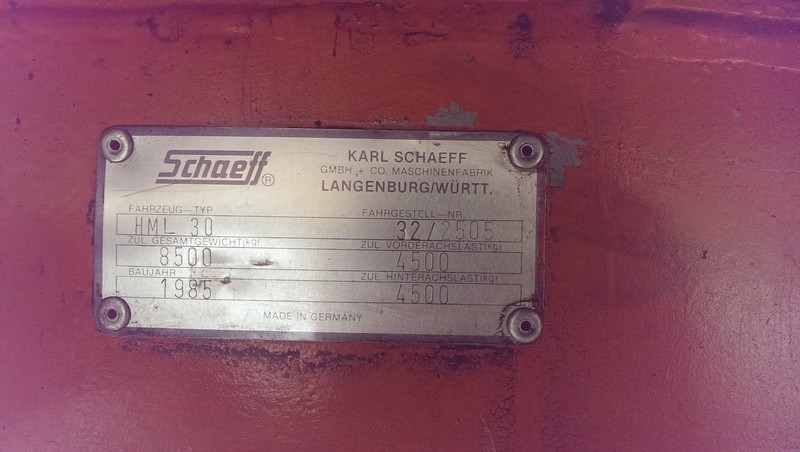 Schaeff®
KARL SCHAEFF
GMBH + CO. MASCHINENFABRIK
LANGENBURG/WÜRTT.
FAHRZEUG–TYP
HML 30
FAHRGESTELL–NR.
32/2505
ZUL GESAMTGEWICHT(kg)
8500
ZUL VORDERACHSLAST(kg)
4500
BAUJAHR
1985
ZUL HINTERACHSLAST(kg)
4500
MADE IN GERMANY